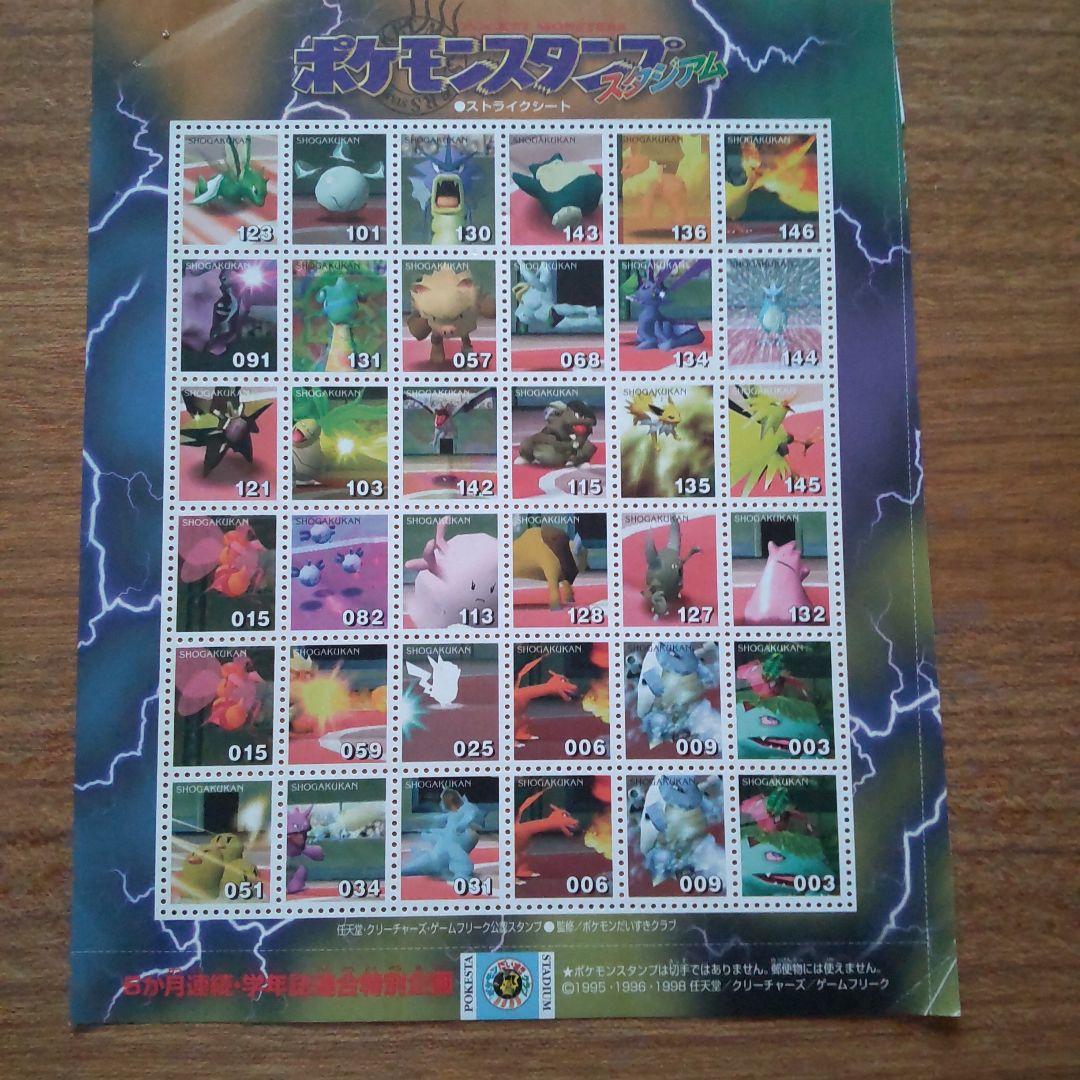 POCKET MONSTERS
ポケモンスタンプ
スタジアム
●ストライクシート
SHOGAKUKAN SHOGAKUKAN SHOGAKUKAN SHOGAKUKAN SHOGAKUKAN SHOGAKUKAN
123 101 130 143 136 146
SHOGAKUKAN SHOGAKUKAN SHOGAKUKAN SHOGAKUKAN SHOGAKUKAN SHOGAKUKAN
091 131 057 068 134 144
SHOGAKUKAN SHOGAKUKAN SHOGAKUKAN SHOGAKUKAN SHOGAKUKAN SHOGAKUKAN
121 103 142 115 135 145
SHOGAKUKAN SHOGAKUKAN SHOGAKUKAN SHOGAKUKAN SHOGAKUKAN SHOGAKUKAN
015 082 113 128 127 132
SHOGAKUKAN SHOGAKUKAN SHOGAKUKAN SHOGAKUKAN SHOGAKUKAN SHOGAKUKAN
015 059 025 006 009 003
SHOGAKUKAN SHOGAKUKAN SHOGAKUKAN SHOGAKUKAN SHOGAKUKAN SHOGAKUKAN
051 034 031 006 009 003
任天堂・クリーチャーズ・ゲームフリーク公認スタンプ●監修/ポケモンだいすきクラブ
5か月連続・学年誌連合特別企画
POKESTA
STADIUM
★ポケモンスタンプは切手ではありません。郵便物には使えません。
©1995・1996・1998 任天堂/クリーチャーズ/ゲームフリーク